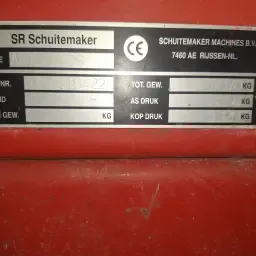 SR Schuitemaker
CE
SCHUITEMAKER MACHINES B.V.
7460 AE RIJSSEN-NL.
E
NR.
TOT. GEW. KG
D
AS DRUK KG
GEW. KG
KOP DRUK KG